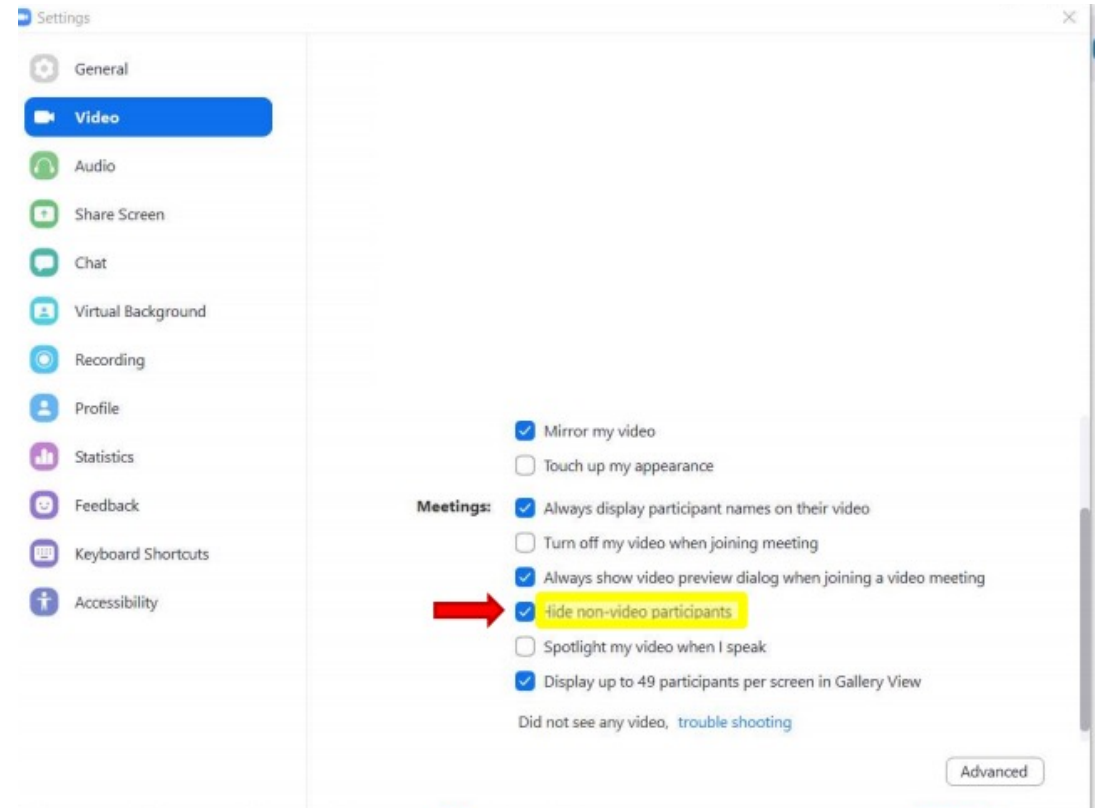 Settings
General
Video
Audio
Share Screen
Chat
Virtual Background
Recording
Profile
Statistics
Feedback
Keyboard Shortcuts
Accessibility
Mirror my video
Touch up my appearance
Meetings: Always display participant names on their video
Turn off my video when joining meeting
Always show video preview dialog when joining a video meeting
Hide non-video participants
Spotlight my video when I speak
Display up to 49 participants per screen in Gallery View
Did not see any video, trouble shooting
Advanced